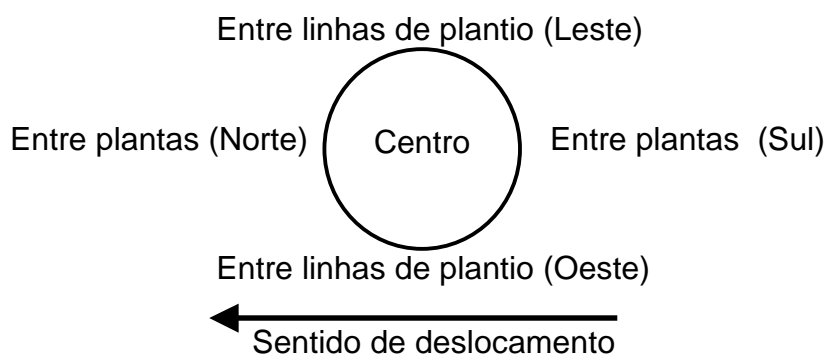 Entre linhas de plantio (Leste)
Entre plantas (Norte) Centro Entre plantas (Sul)
Entre linhas de plantio (Oeste)
Sentido de deslocamento